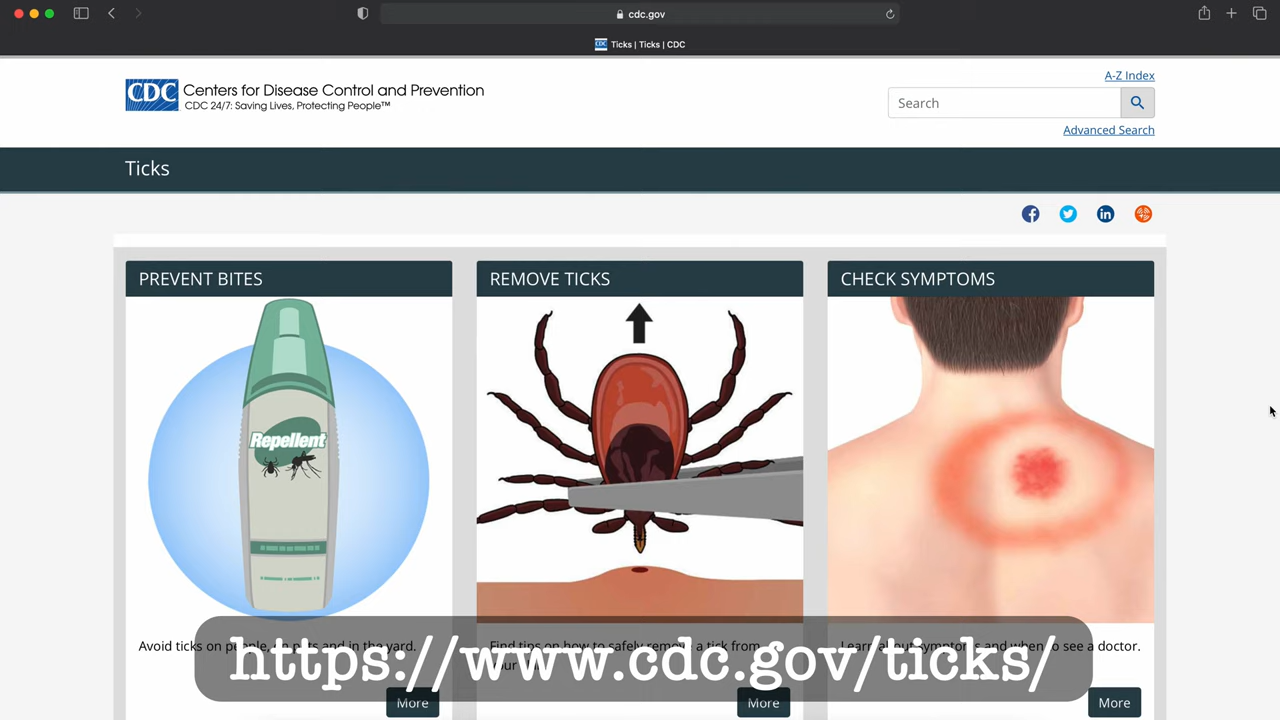 cdc.gov
Ticks | Ticks | CDC
CDC Centers for Disease Control and Prevention
CDC 24/7: Saving Lives, Protecting People™
A-Z Index
Search
Advanced Search
Ticks
PREVENT BITES
REMOVE TICKS
CHECK SYMPTOMS
Repellent
Avoid ticks on people, on pets and in the yard.
Find tips on how to safely remove a tick from
Learn about symptoms and when to see a doctor.
https://www.cdc.gov/ticks/
More
More
More